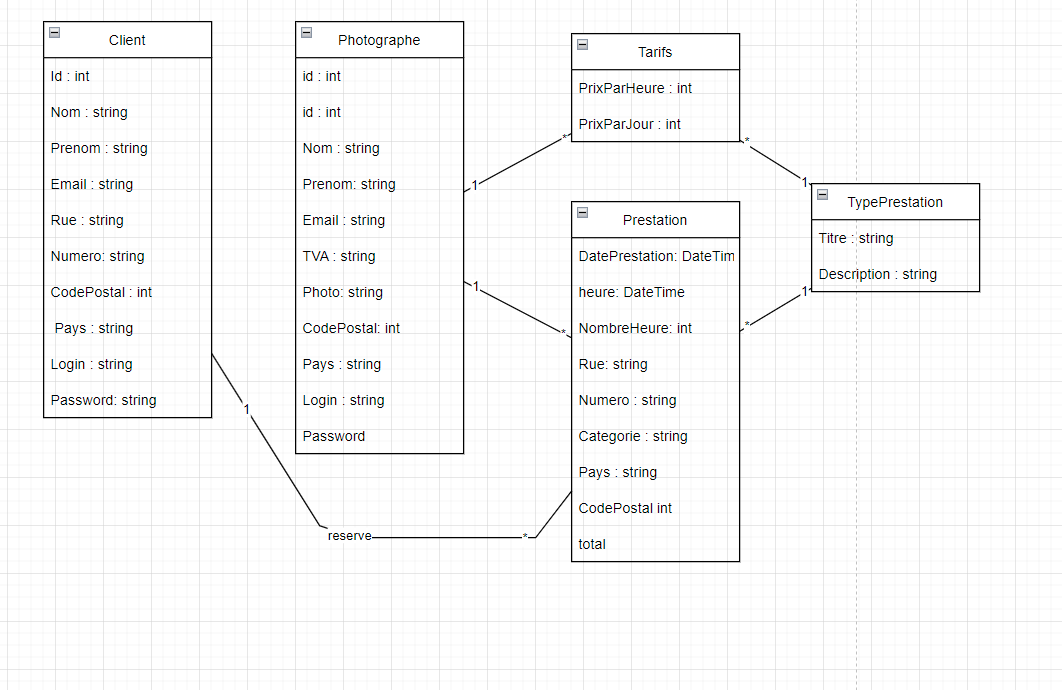 Client
Id : int
Nom : string
Prenom : string
Email : string
Rue : string
Numero: string
CodePostal : int
Pays : string
Login : string
Password: string
Photographe
id : int
id : int
Nom : string
Prenom: string
Email : string
TVA : string
Photo: string
CodePostal: int
Pays : string
Login : string
Password
Tarifs
PrixParHeure : int
PrixParJour : int
Prestation
DatePrestation: DateTim
heure: DateTime
NombreHeure: int
Rue: string
Numero : string
Categorie : string
Pays : string
CodePostal int
total
TypePrestation
Titre : string
Description : string
1
*
1
*
*
1
1
*
1
reserve
*